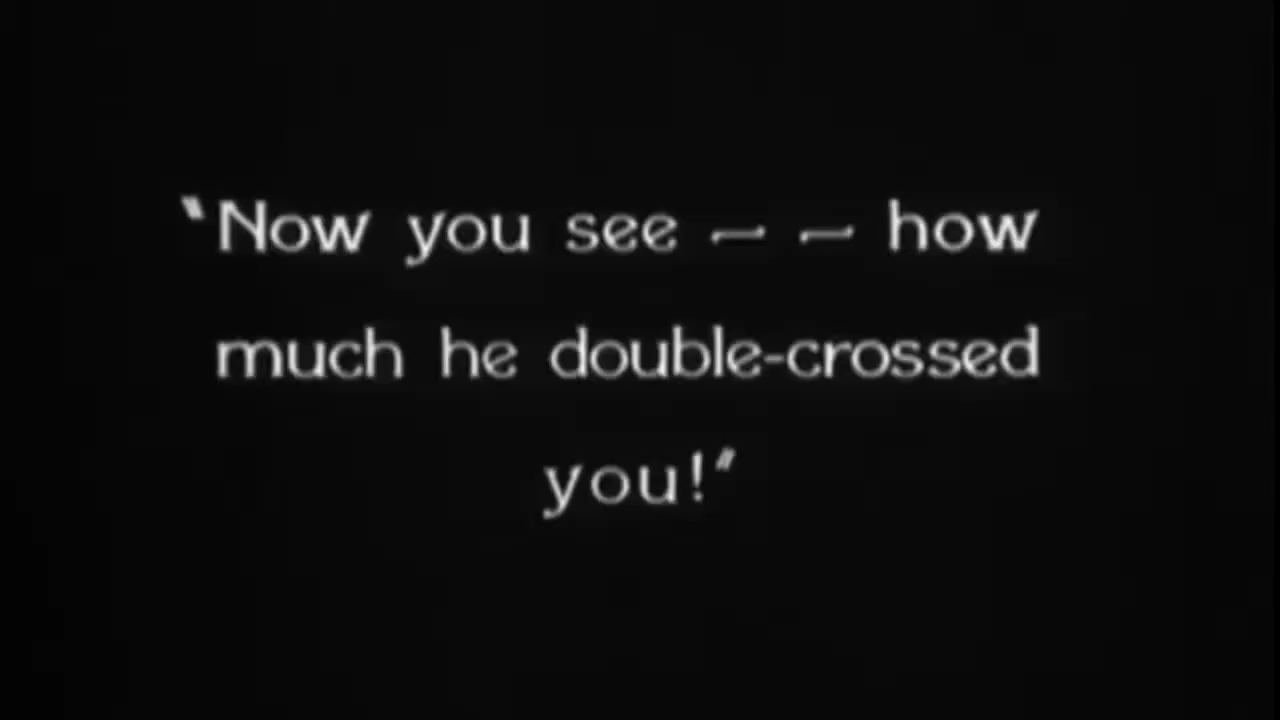 "Now you see — — how
much he double-crossed
you!"